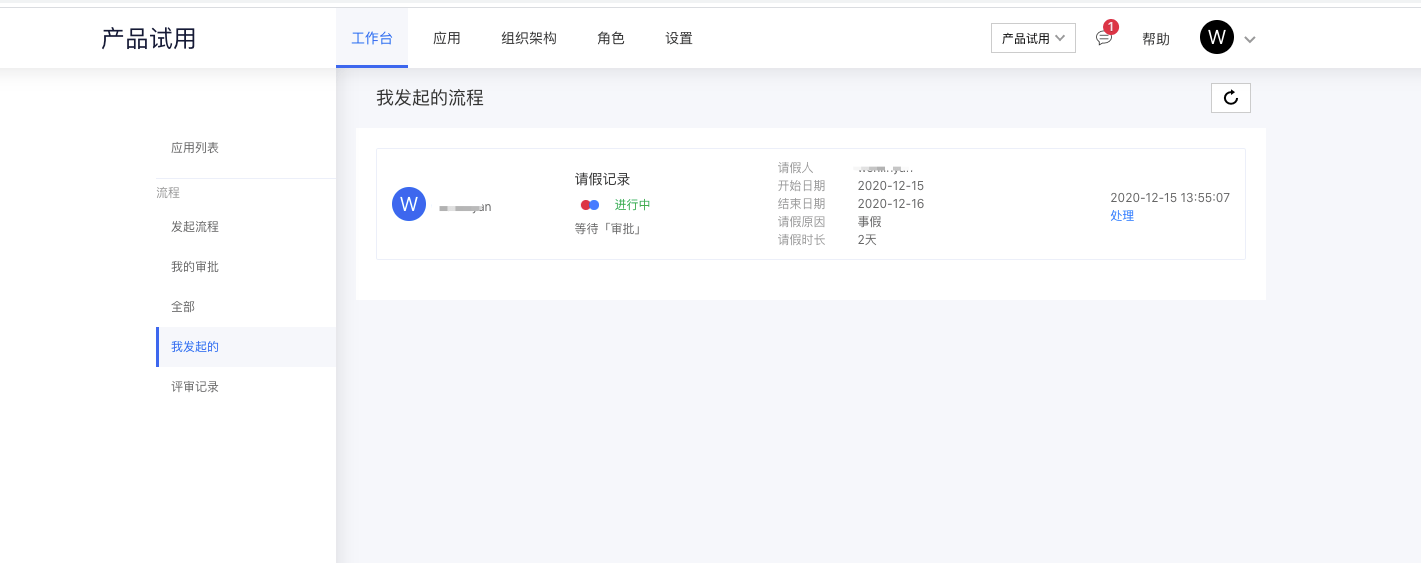 产品试用
工作台
应用
组织架构
角色
设置
产品试用
1
帮助
W
我发起的流程
应用列表
流程
发起流程
我的审批
全部
我发起的
评审记录
W
请假记录
进行中
等待「审批」
请假人
开始日期 2020-12-15
结束日期 2020-12-16
请假原因 事假
请假时长 2天
2020-12-15 13:55:07
处理